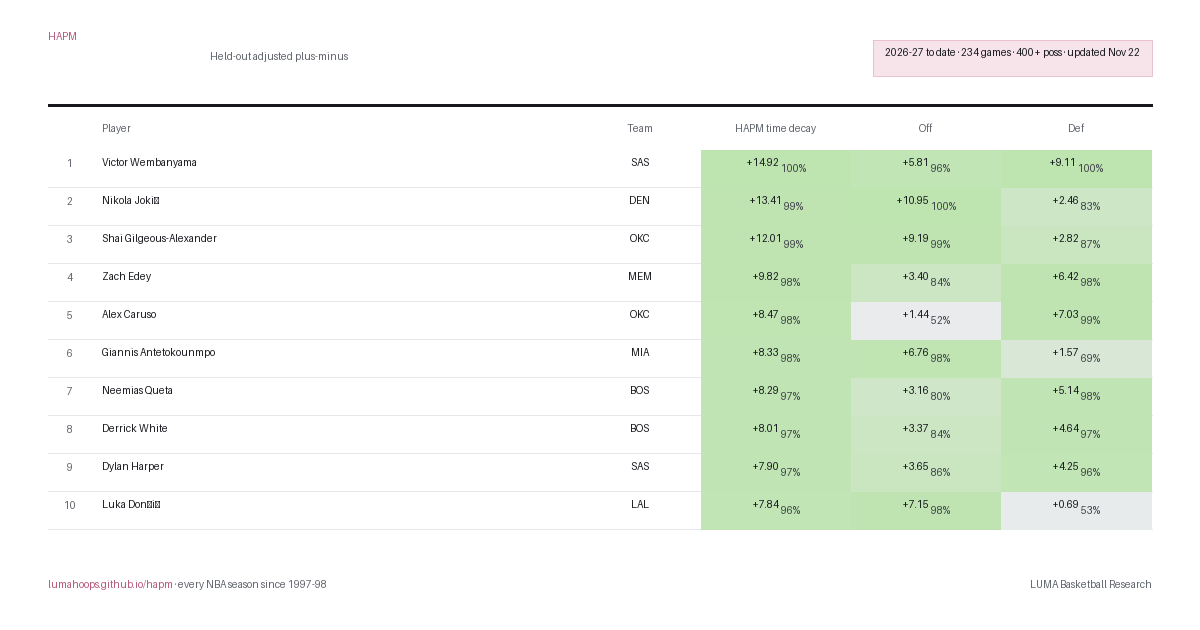 HAPM
Held-out adjusted plus-minus
2026-27 to date · 234 games · 400+ poss · updated Nov 22
Player Team HAPM time decay Off Def
1 Victor Wembanyama SAS +14.92 100% +5.81 96% +9.11 100%
2 Nikola Joki DEN +13.41 99% +10.95 100% +2.46 83%
3 Shai Gilgeous-Alexander OKC +12.01 99% +9.19 99% +2.82 87%
4 Zach Edey MEM +9.82 98% +3.40 84% +6.42 98%
5 Alex Caruso OKC +8.47 98% +1.44 52% +7.03 99%
6 Giannis Antetokounmpo MIA +8.33 98% +6.76 98% +1.57 69%
7 Neemias Queta BOS +8.29 97% +3.16 80% +5.14 98%
8 Derrick White BOS +8.01 97% +3.37 84% +4.64 97%
9 Dylan Harper SAS +7.90 97% +3.65 86% +4.25 96%
10 Luka Doni LAL +7.84 96% +7.15 98% +0.69 53%
lumahoops.github.io/hapm · every NBA season since 1997-98
LUMA Basketball Research